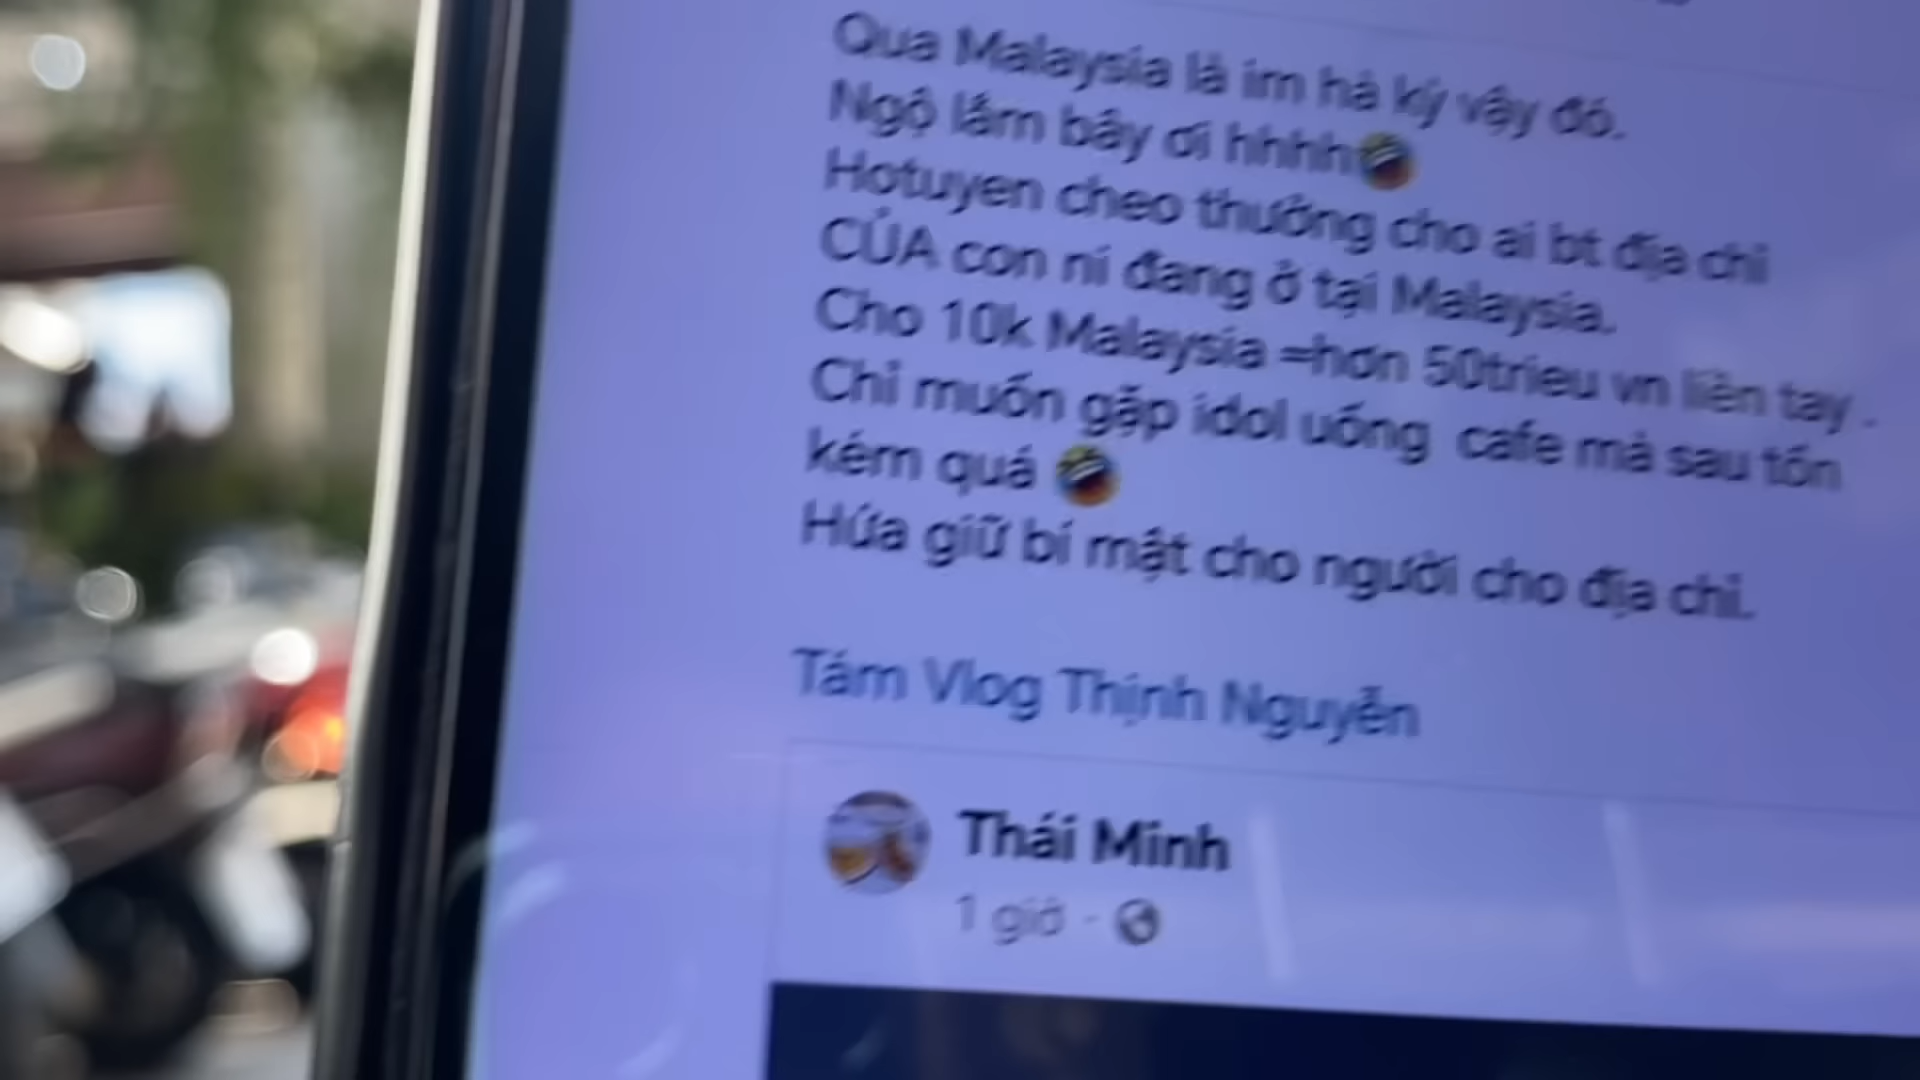 Qua Malaysia là im hà kỳ vậy đó.
Ngộ lắm bây ơi hhhh🤣
Hotuyen cheo thưởng cho ai bt địa chỉ
CỦA con ni đang ở tại Malaysia.
Cho 10k Malaysia =hơn 50trieu vn liền tay .
Chỉ muốn gặp idol uống cafe mà sau tốn
kém quá 🤣
Hứa giữ bí mật cho người cho địa chỉ.
Tám Vlog Thịnh Nguyễn
Thái Minh
1 giờ ·